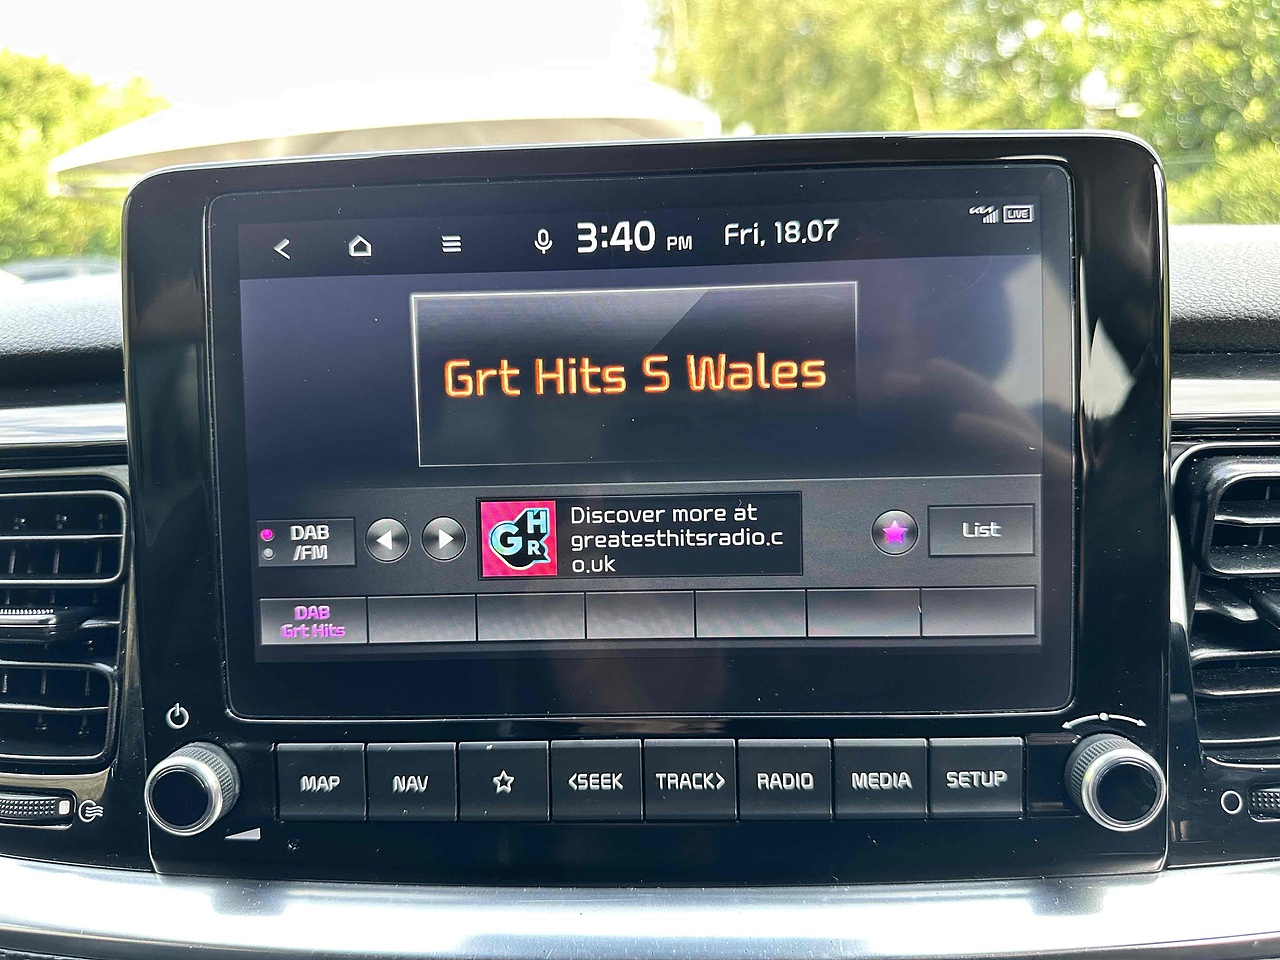 3:40 PM Fri, 18.07
KIA LIVE
Grt Hits S Wales
DAB
/FM
GHR
Discover more at
greatesthitsradio.c
o.uk
List
DAB
Grt Hits
MAP NAV <SEEK TRACK> RADIO MEDIA SETUP